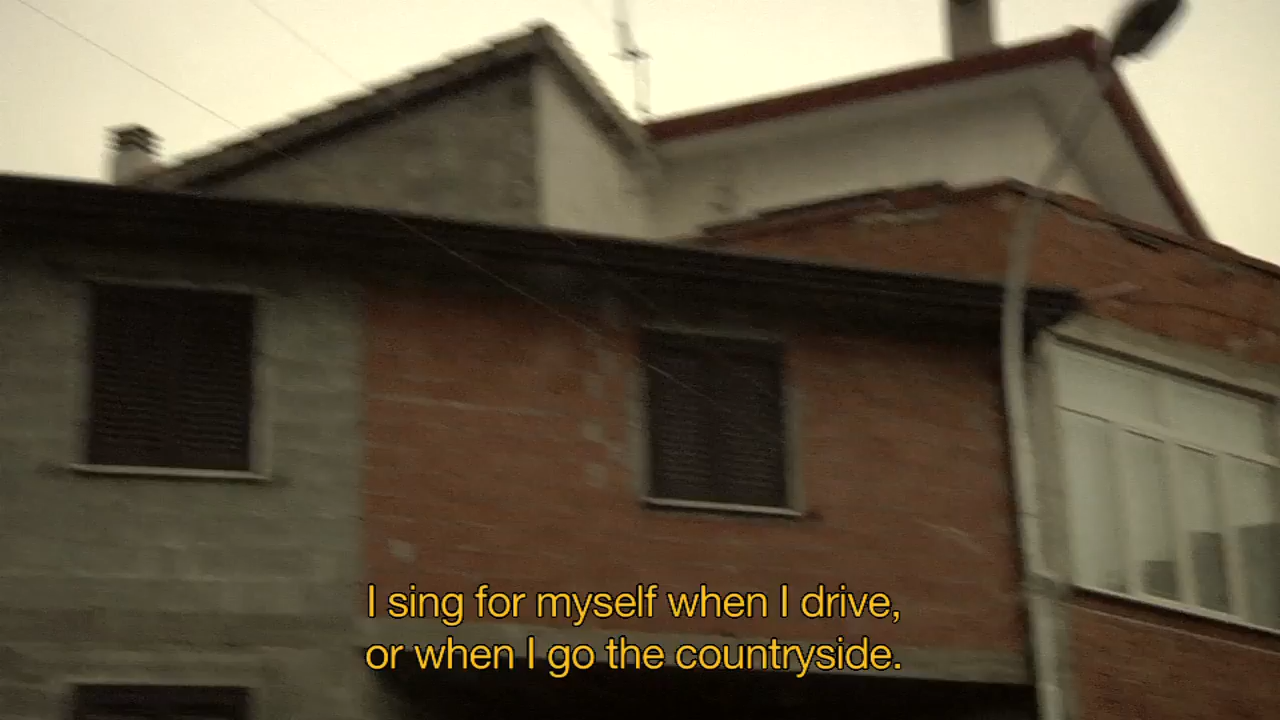 I sing for myself when I drive,
or when I go the countryside.